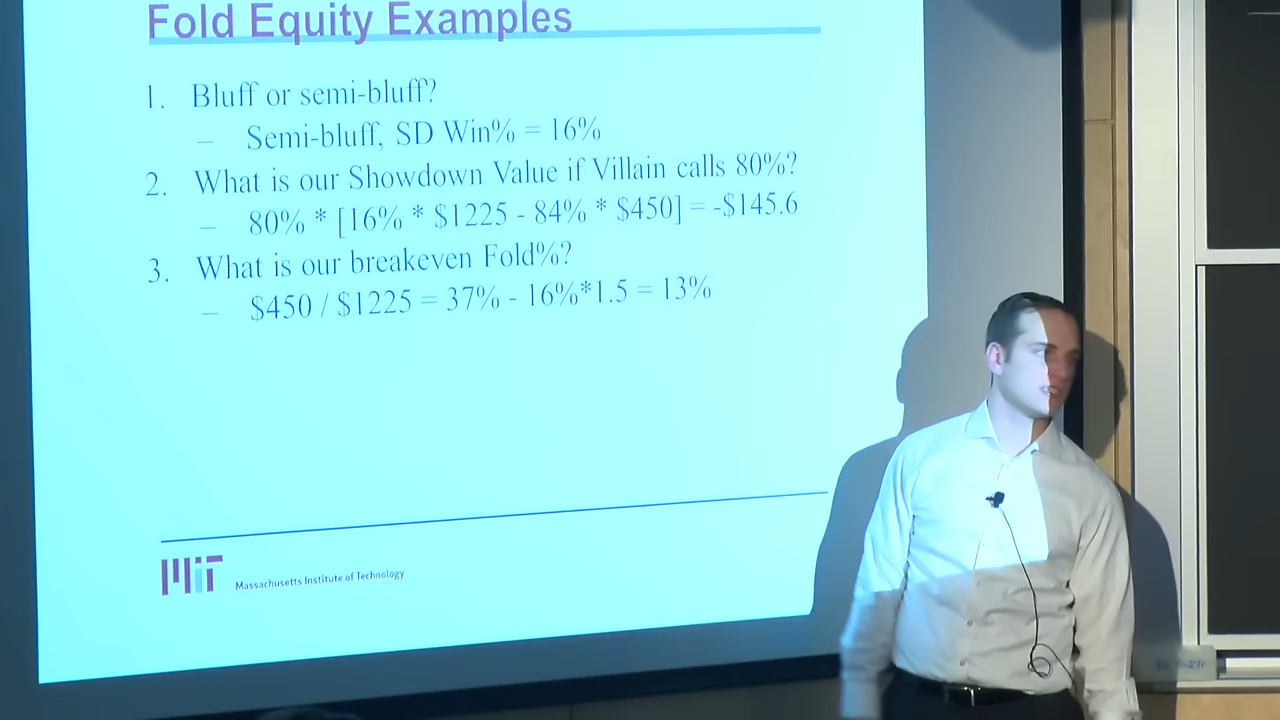 Fold Equity Examples
1. Bluff or semi-bluff?
– Semi-bluff, SD Win% = 16%
2. What is our Showdown Value if Villain calls 80%?
– 80% * [16% * $1225 - 84% * $450] = -$145.6
3. What is our breakeven Fold%?
– $450 / $1225 = 37% - 16%*1.5 = 13%
MIT Massachusetts Institute of Technology